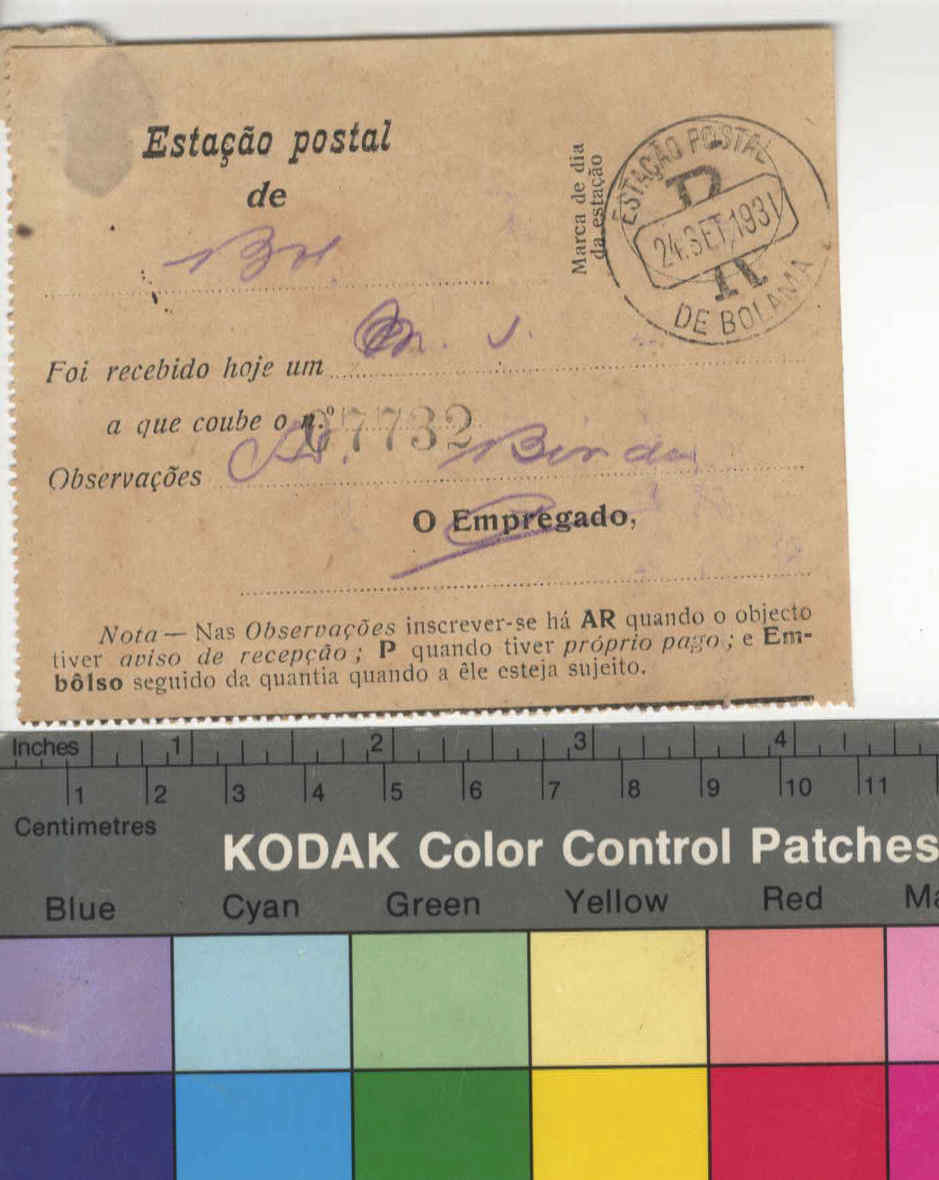 Estação postal
de
Marca de dia
da estação
ESTAÇÃO POSTAL
24.SET.1931
DE BOLAMA
Foi recebido hoje um
a que coube o n.º 67732
Observações
O Empregado,
Nota — Nas Observações inscrever-se há AR quando o objecto
tiver aviso de recepção; P quando tiver próprio pago; e Em-
bôlso seguido da quantia quando a êle esteja sujeito.
Inches 1 2 3 4
1 2 3 4 5 6 7 8 9 10 11
Centimetres
KODAK Color Control Patches
Blue Cyan Green Yellow Red Ma